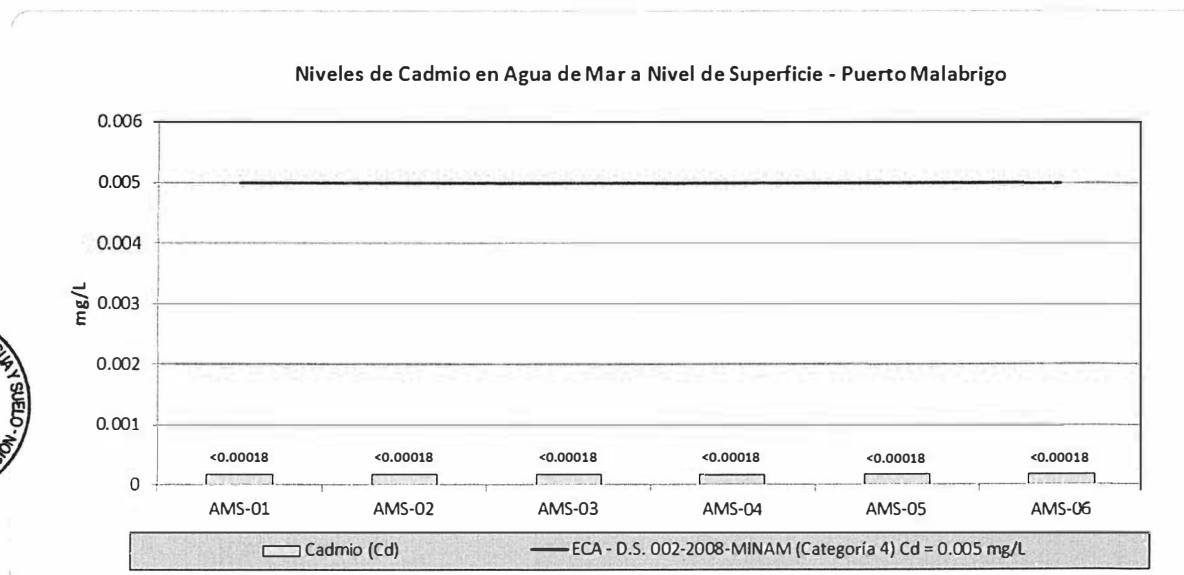 Niveles de Cadmio en Agua de Mar a Nivel de Superficie - Puerto Malabrigo
0.006
0.005
0.004
0.003
0.002
0.001
0
mg/L
<0.00018 <0.00018 <0.00018 <0.00018 <0.00018 <0.00018
AMS-01 AMS-02 AMS-03 AMS-04 AMS-05 AMS-06
Cadmio (Cd) ECA - D.S. 002-2008-MINAM (Categoría 4) Cd = 0.005 mg/L
Y SUELO